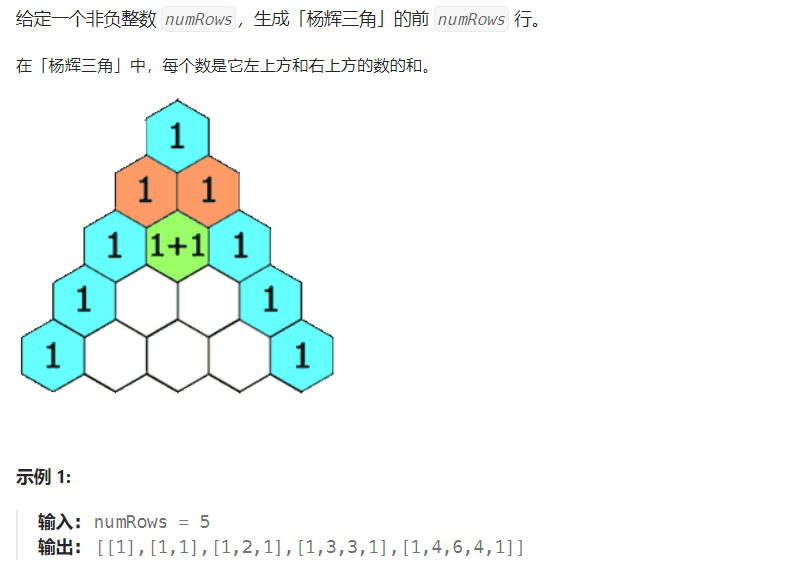 给定一个非负整数 numRows，生成「杨辉三角」的前 numRows 行。
在「杨辉三角」中，每个数是它左上方和右上方的数的和。
1
1 1
1 1+1 1
1 1
1 1
示例 1:
输入: numRows = 5
输出: [[1],[1,1],[1,2,1],[1,3,3,1],[1,4,6,4,1]]